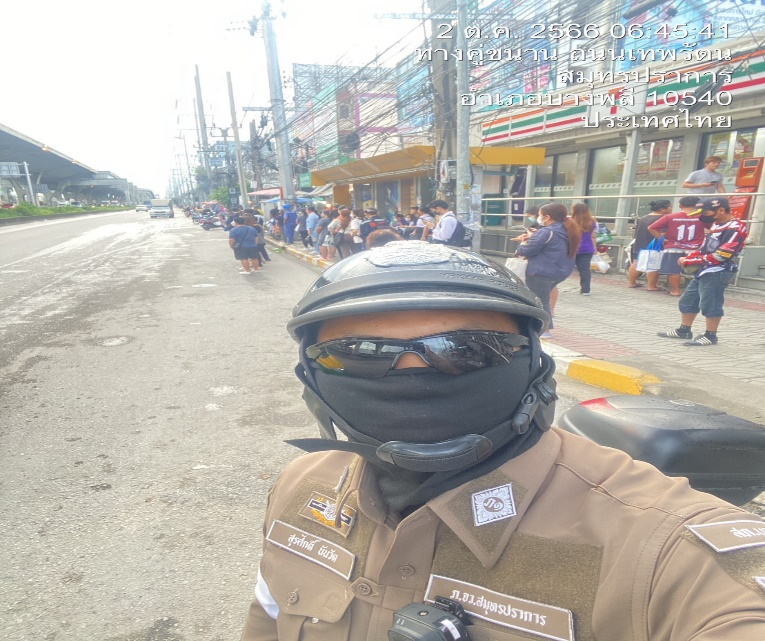 2 ต.ค. 2566 06:45:41
ทางคู่ขนาน ถนนเทพรัตน
สมุทรปราการ
อำเภอบางพลี 10540
ประเทศไทย
11
สุรศักดิ์ ยินวัด
ภ.จว.สมุทรปราการ